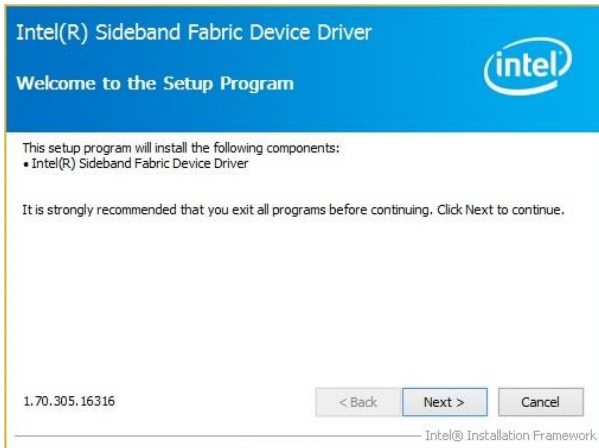 Intel(R) Sideband Fabric Device Driver
Welcome to the Setup Program
intel
This setup program will install the following components:
• Intel(R) Sideband Fabric Device Driver
It is strongly recommended that you exit all programs before continuing. Click Next to continue.
1.70.305.16316
< Back Next > Cancel
Intel® Installation Framework